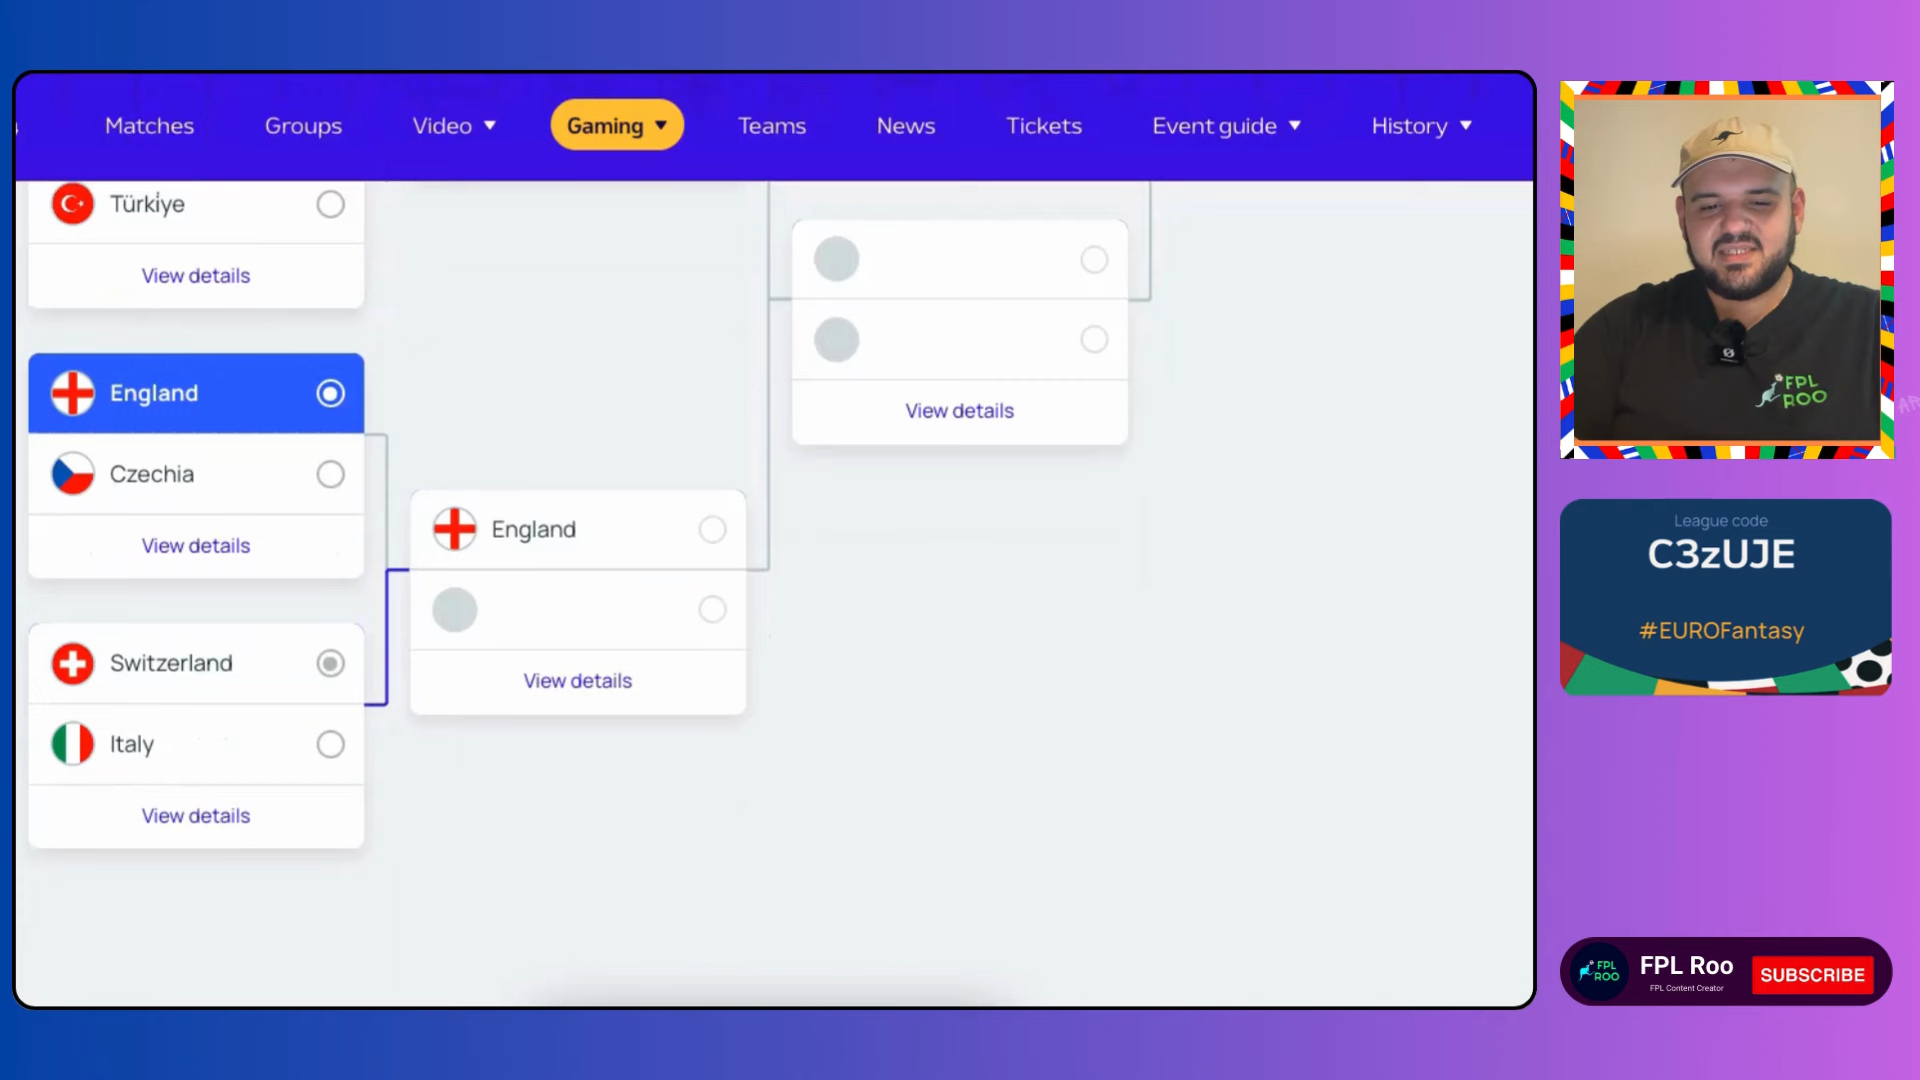 Matches
Groups
Video
Gaming
Teams
News
Tickets
Event guide
History
Türkiye
View details
England
Czechia
View details
Switzerland
Italy
View details
England
View details
View details
FPL
ROO
League code
C3zUJE
#EUROFantasy
FPL
ROO
FPL Roo
FPL Content Creator
SUBSCRIBE